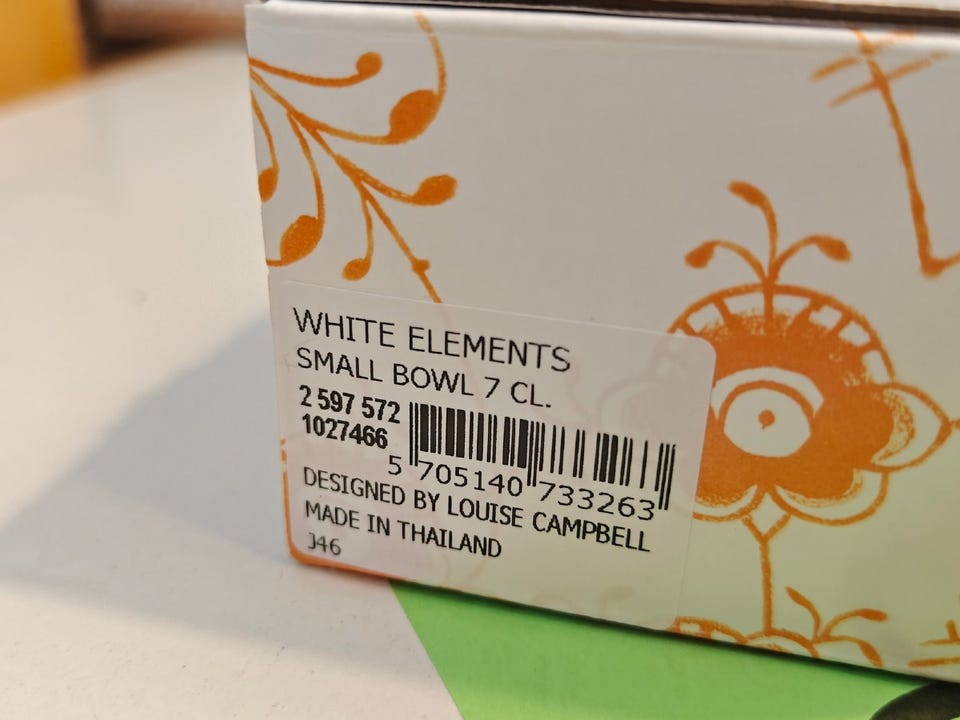 WHITE ELEMENTS
SMALL BOWL 7 CL.
2 597 572
1027466
5 705140 733263
DESIGNED BY LOUISE CAMPBELL
MADE IN THAILAND
J46